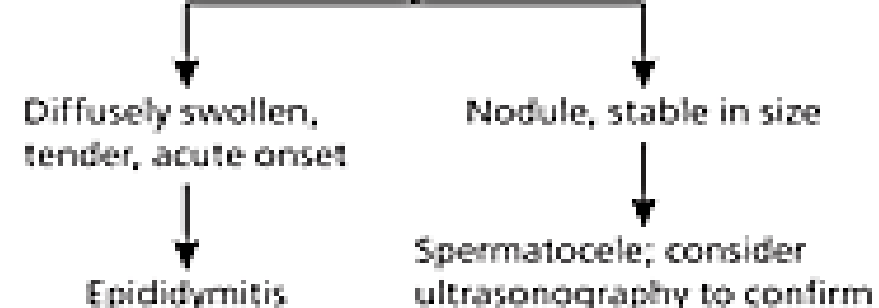 Diffusely swollen,
tender, acute onset
Nodule, stable in size
Epididymitis
Spermatocele; consider
ultrasonography to confirm